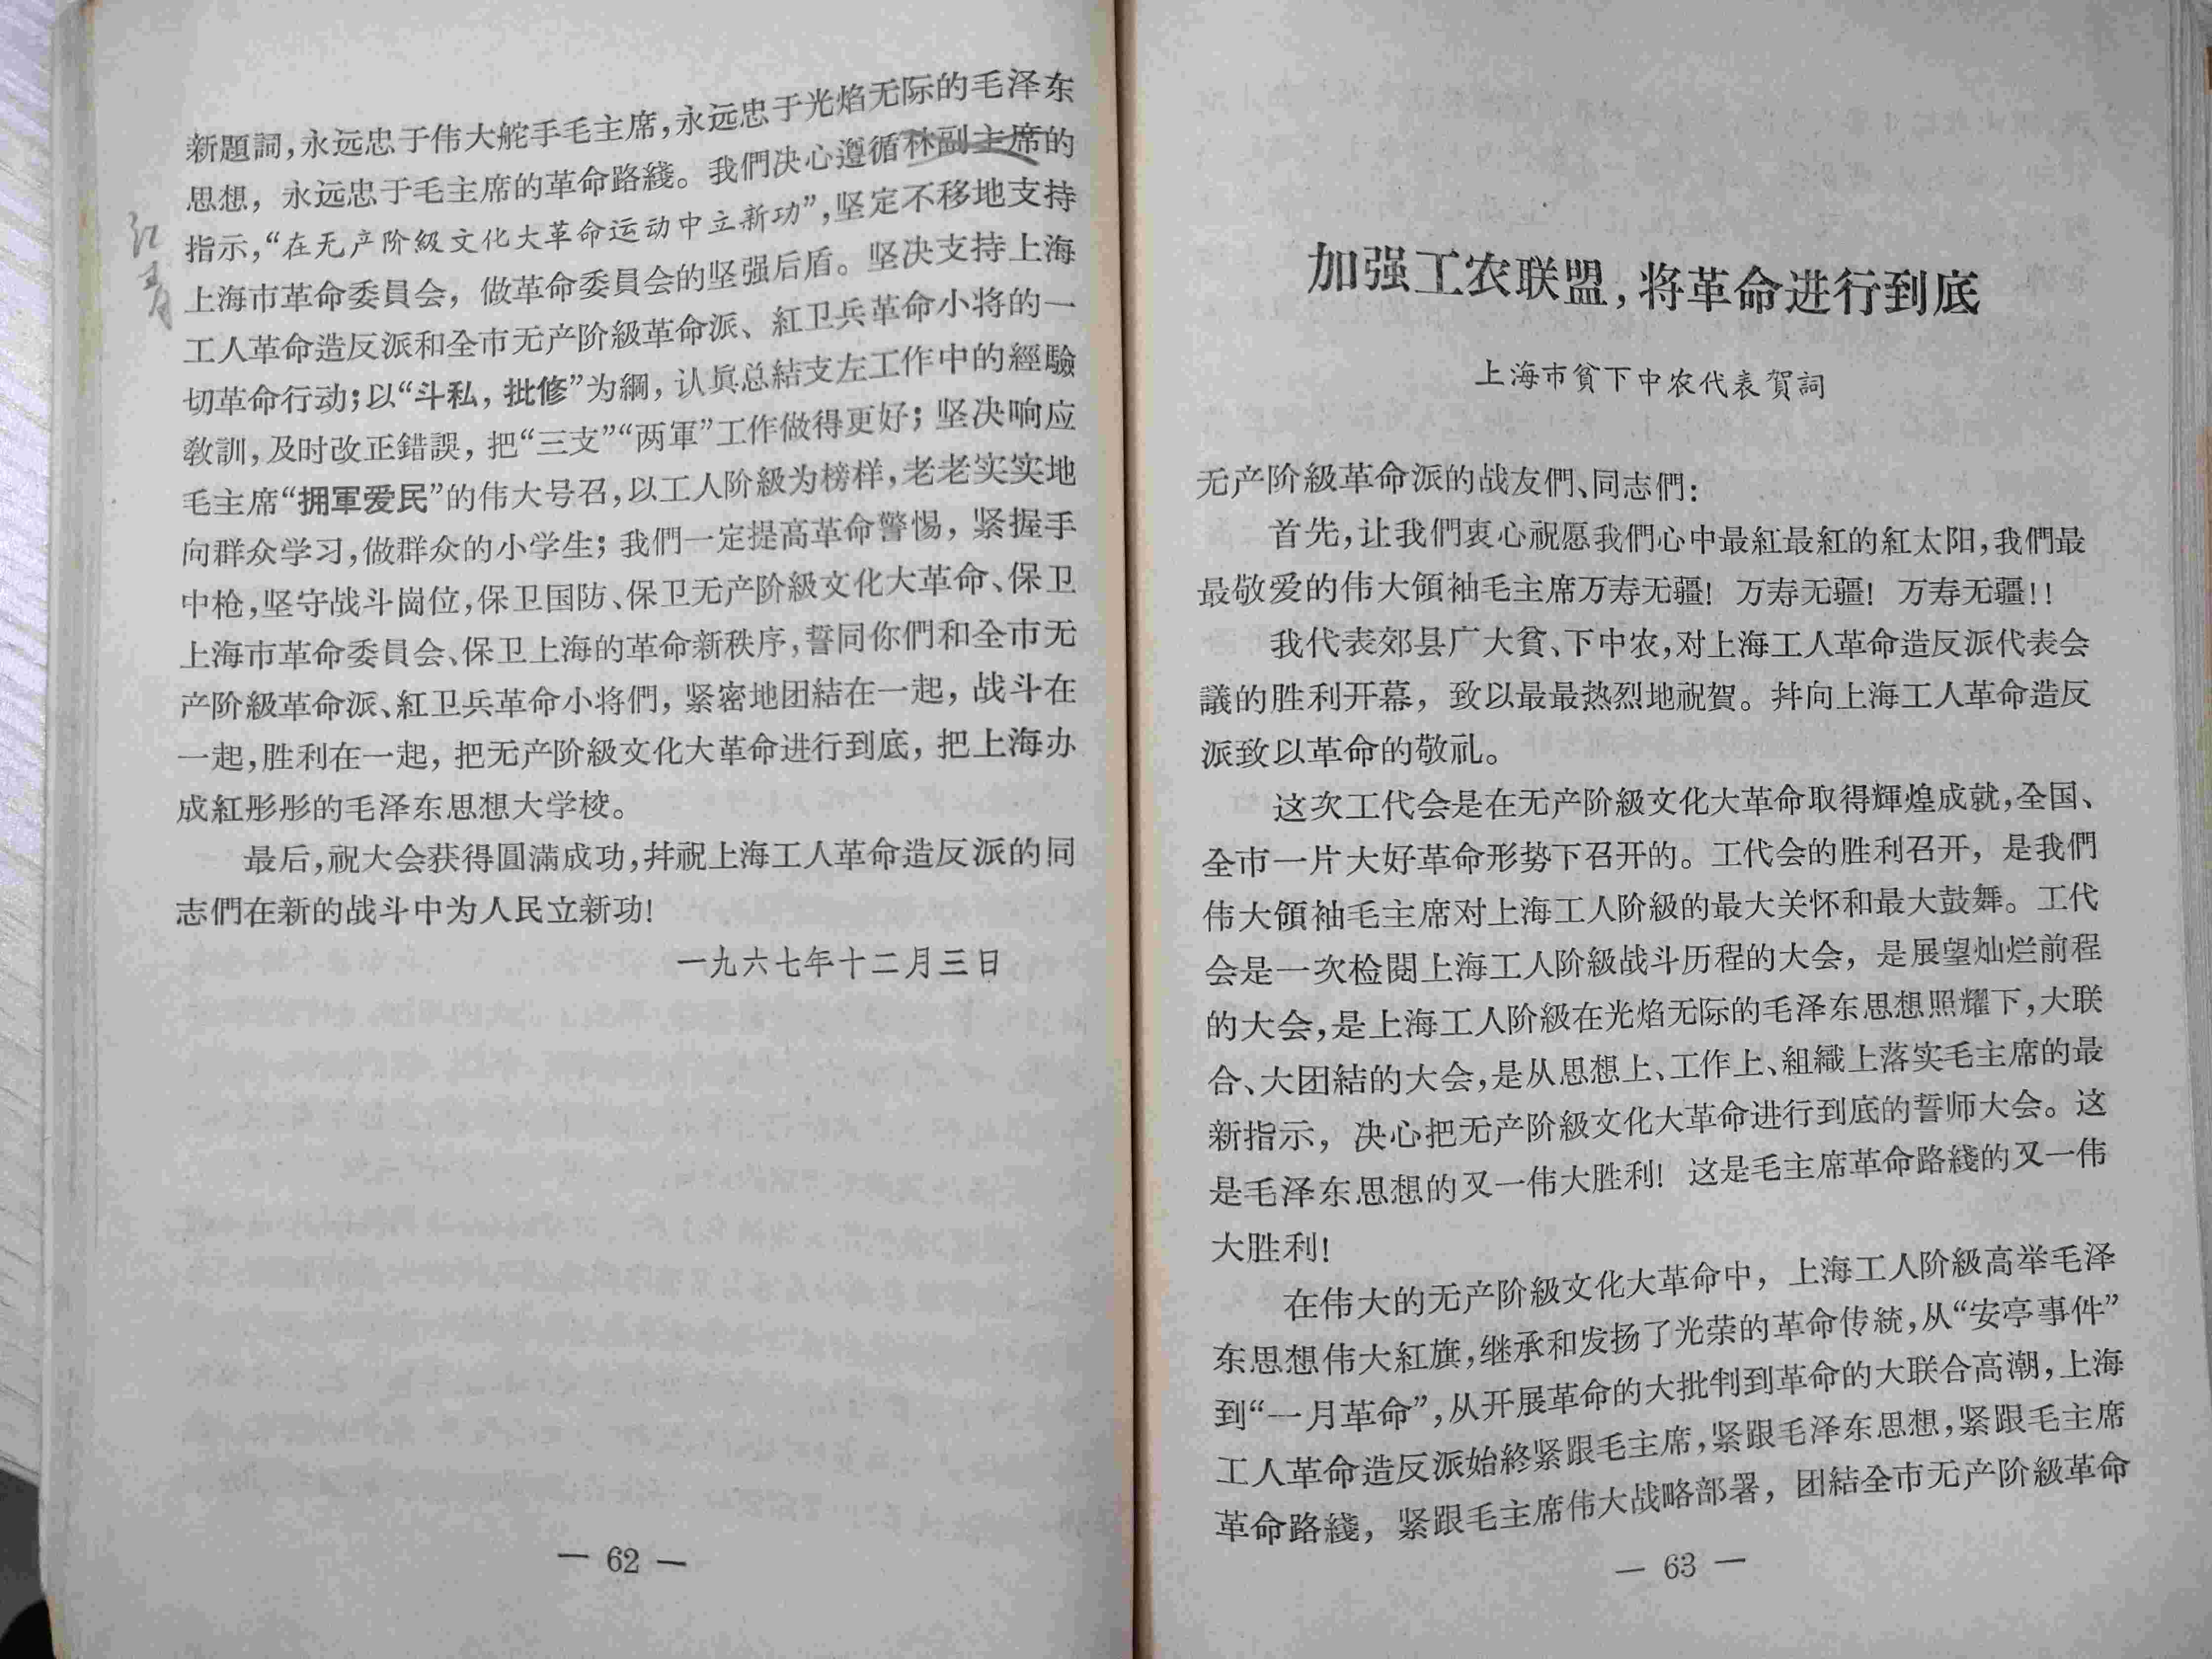 新題詞，永远忠于伟大舵手毛主席，永远忠于光焰无际的毛泽东
思想，永远忠于毛主席的革命路綫。我們决心遵循林副主席的
指示，“在无产阶級文化大革命运动中立新功”，坚定不移地支持
上海市革命委員会，做革命委員会的坚强后盾。坚决支持上海
工人革命造反派和全市无产阶級革命派、紅卫兵革命小将的一
切革命行动；以“斗私，批修”为綱，认眞总結支左工作中的經驗
敎訓，及时改正錯誤，把“三支”“两軍”工作做得更好；坚决响应
毛主席“拥軍爱民”的伟大号召，以工人阶級为榜样，老老实实地
向群众学习，做群众的小学生；我們一定提高革命警惕，紧握手
中枪，坚守战斗崗位，保卫国防、保卫无产阶級文化大革命、保卫
上海市革命委員会、保卫上海的革命新秩序，誓同你們和全市无
产阶級革命派、紅卫兵革命小将們，紧密地团結在一起，战斗在
一起，胜利在一起，把无产阶級文化大革命进行到底，把上海办
成紅彤彤的毛泽东思想大学校。
最后，祝大会获得圓滿成功，幷祝上海工人革命造反派的同
志們在新的战斗中为人民立新功！
一九六七年十二月三日
— 62 —
加强工农联盟，将革命进行到底
上海市貧下中农代表賀詞
无产阶級革命派的战友們、同志們：
首先，让我們衷心祝愿我們心中最紅最紅的紅太阳，我們最
最敬爱的伟大領袖毛主席万寿无疆！万寿无疆！万寿无疆！！
我代表郊县广大貧、下中农，对上海工人革命造反派代表会
議的胜利开幕，致以最最热烈地祝賀。幷向上海工人革命造反
派致以革命的敬礼。
这次工代会是在无产阶級文化大革命取得輝煌成就，全国、
全市一片大好革命形势下召开的。工代会的胜利召开，是我們
伟大領袖毛主席对上海工人阶級的最大关怀和最大鼓舞。工代
会是一次检閱上海工人阶級战斗历程的大会，是展望灿烂前程
的大会，是上海工人阶級在光焰无际的毛泽东思想照耀下，大联
合、大团結的大会，是从思想上、工作上、組織上落实毛主席的最
新指示，决心把无产阶級文化大革命进行到底的誓师大会。这
是毛泽东思想的又一伟大胜利！这是毛主席革命路綫的又一伟
大胜利！
在伟大的无产阶級文化大革命中，上海工人阶級高举毛泽
东思想伟大紅旗，继承和发扬了光荣的革命传統，从“安亭事件”
到“一月革命”，从开展革命的大批判到革命的大联合高潮，上海
工人革命造反派始終紧跟毛主席，紧跟毛泽东思想，紧跟毛主席
革命路綫，紧跟毛主席伟大战略部署，团結全市无产阶級革命
— 63 —